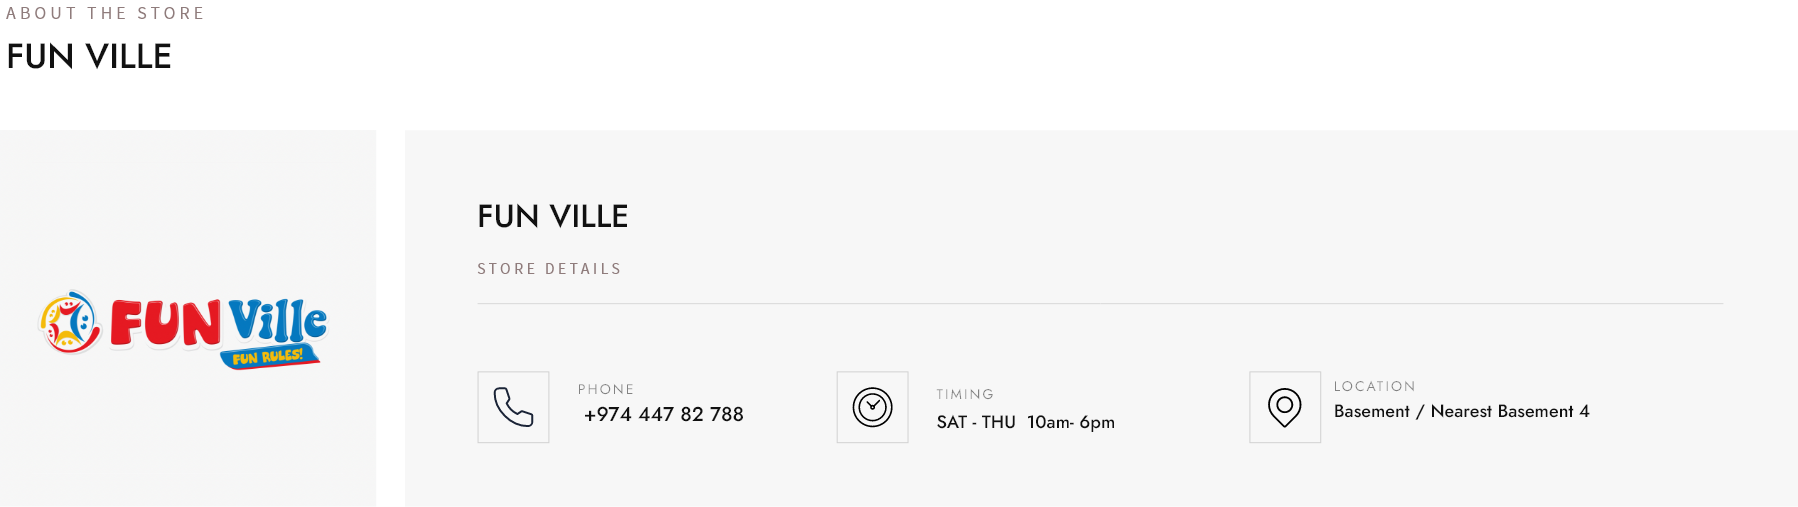 ABOUT THE STORE
FUN VILLE
FUN Ville
FUN RULES!
FUN VILLE
STORE DETAILS
PHONE
+974 447 82 788
TIMING
SAT - THU  10am- 6pm
LOCATION
Basement / Nearest Basement 4